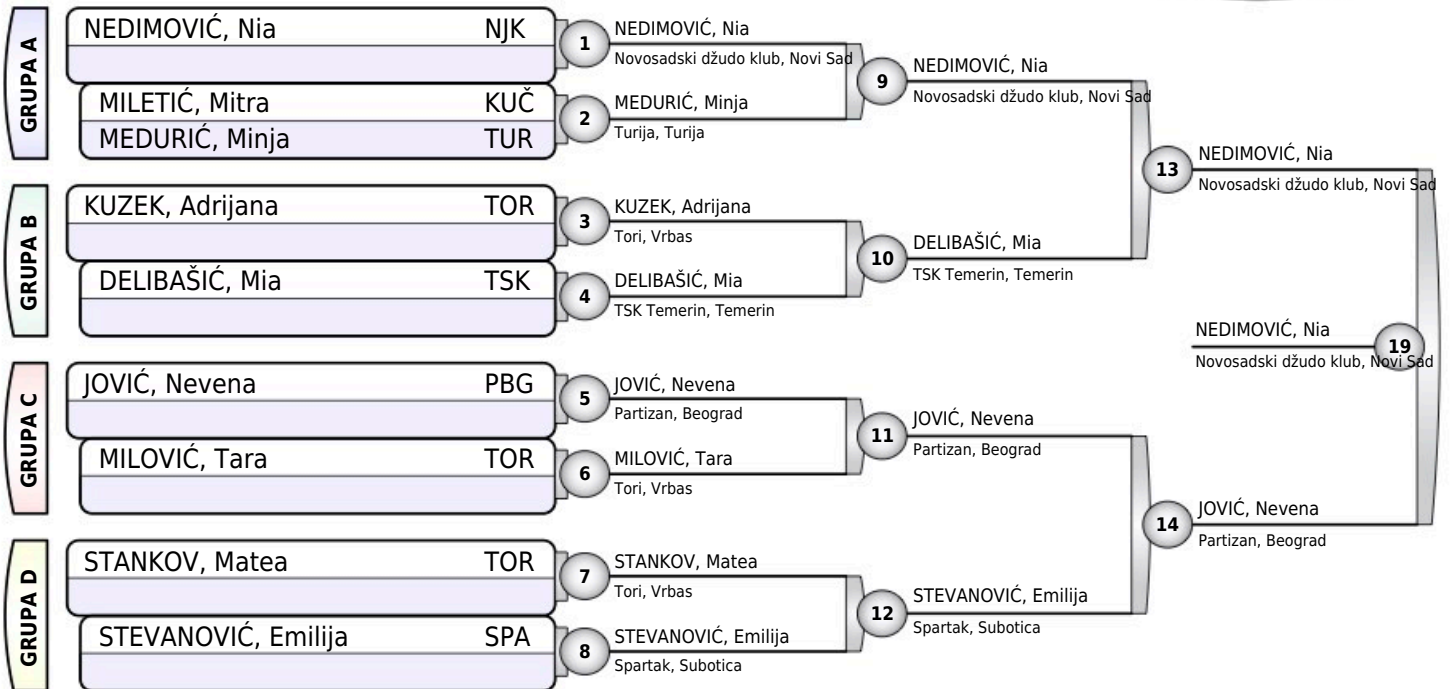 GRUPA A
NEDIMOVIĆ, Nia NJK
MILETIĆ, Mitra KUČ
MEDURIĆ, Minja TUR
GRUPA B
KUZEK, Adrijana TOR
DELIBAŠIĆ, Mia TSK
GRUPA C
JOVIĆ, Nevena PBG
MILOVIĆ, Tara TOR
GRUPA D
STANKOV, Matea TOR
STEVANOVIĆ, Emilija SPA
1
NEDIMOVIĆ, Nia
Novosadski džudo klub, Novi Sad
2
MEDURIĆ, Minja
Turija, Turija
3
KUZEK, Adrijana
Tori, Vrbas
4
DELIBAŠIĆ, Mia
TSK Temerin, Temerin
5
JOVIĆ, Nevena
Partizan, Beograd
6
MILOVIĆ, Tara
Tori, Vrbas
7
STANKOV, Matea
Tori, Vrbas
8
STEVANOVIĆ, Emilija
Spartak, Subotica
9
NEDIMOVIĆ, Nia
Novosadski džudo klub, Novi Sad
10
DELIBAŠIĆ, Mia
TSK Temerin, Temerin
11
JOVIĆ, Nevena
Partizan, Beograd
12
STEVANOVIĆ, Emilija
Spartak, Subotica
13
NEDIMOVIĆ, Nia
Novosadski džudo klub, Novi Sad
14
JOVIĆ, Nevena
Partizan, Beograd
NEDIMOVIĆ, Nia
19
Novosadski džudo klub, Novi Sad